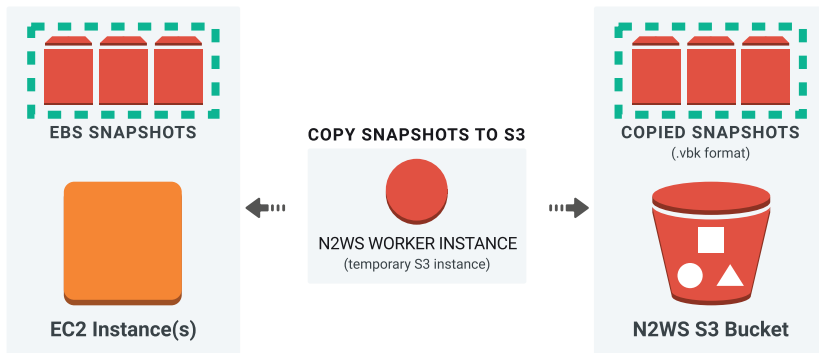 EBS SNAPSHOTS
EC2 Instance(s)
COPY SNAPSHOTS TO S3
N2WS WORKER INSTANCE
(temporary S3 instance)
COPIED SNAPSHOTS
(.vbk format)
N2WS S3 Bucket